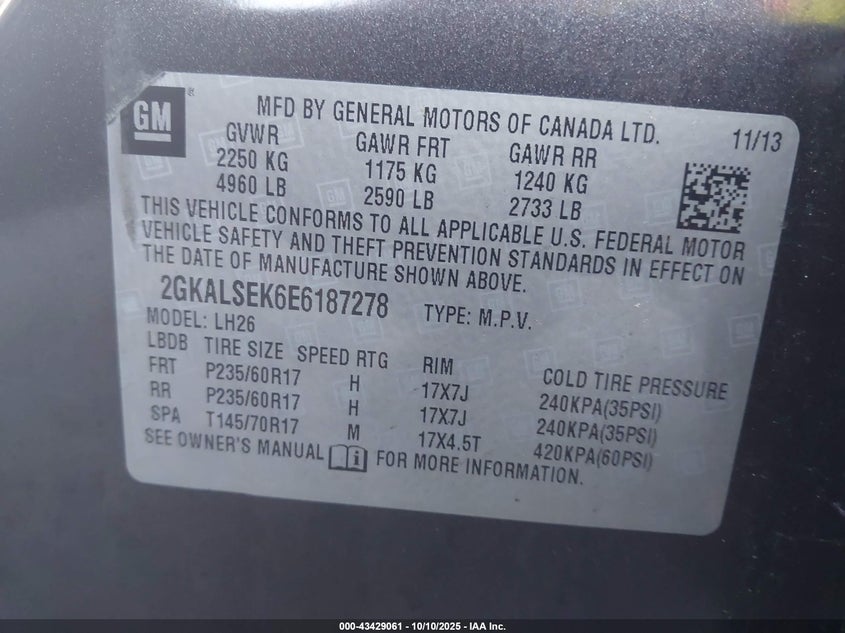 GM
MFD BY GENERAL MOTORS OF CANADA LTD. 11/13
GVWR GAWR FRT GAWR RR
2250 KG 1175 KG 1240 KG
4960 LB 2590 LB 2733 LB
THIS VEHICLE CONFORMS TO ALL APPLICABLE U.S. FEDERAL MOTOR
VEHICLE SAFETY AND THEFT PREVENTION STANDARDS IN EFFECT ON
THE DATE OF MANUFACTURE SHOWN ABOVE.
2GKALSEK6E6187278 TYPE: M.P.V.
MODEL: LH26
LBDB TIRE SIZE SPEED RTG RIM COLD TIRE PRESSURE
FRT P235/60R17 H 17X7J 240KPA(35PSI)
RR P235/60R17 H 17X7J 240KPA(35PSI)
SPA T145/70R17 M 17X4.5T 420KPA(60PSI)
SEE OWNER'S MANUAL i FOR MORE INFORMATION.
000-43429061 - 10/10/2025 - IAA Inc.